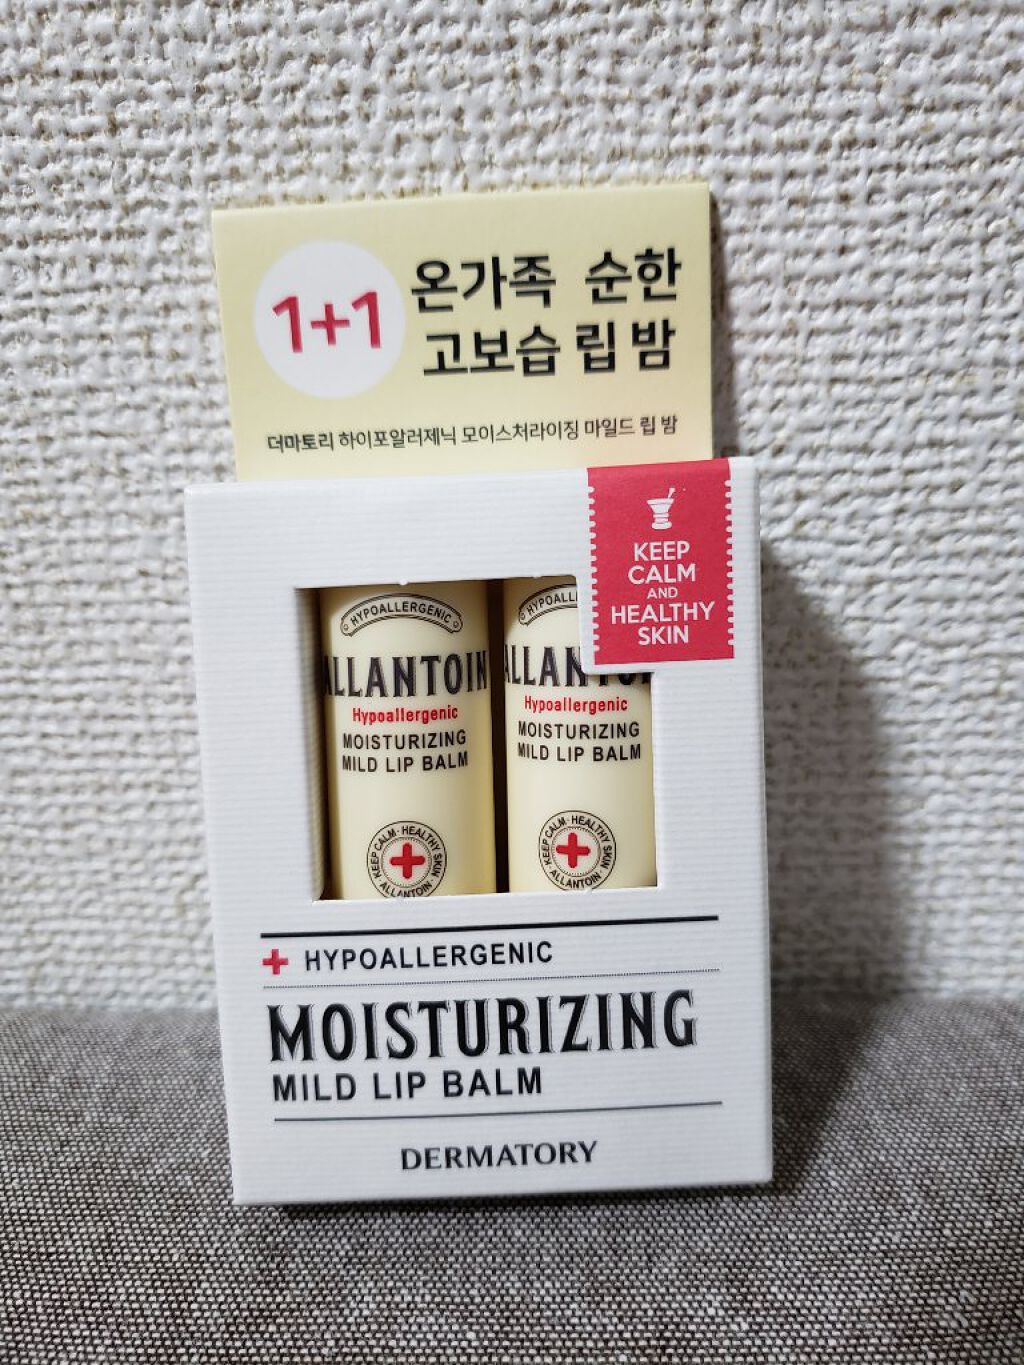 1+1
온가족 순한
고보습 립 밤
더마토리 하이포알러제닉 모이스처라이징 마일드 립 밤
KEEP
CALM
AND
HEALTHY
SKIN
HYPOALLERGENIC
ALLANTOIN
Hypoallergenic
MOISTURIZING
MILD LIP BALM
KEEP CALM · HEALTHY SKIN
· ALLANTOIN ·
HYPOALL
ALLANTOI
Hypoallergenic
MOISTURIZING
MILD LIP BALM
KEEP CALM · HEALTHY SKIN
· ALLANTOIN ·
+ HYPOALLERGENIC
MOISTURIZING
MILD LIP BALM
DERMATORY